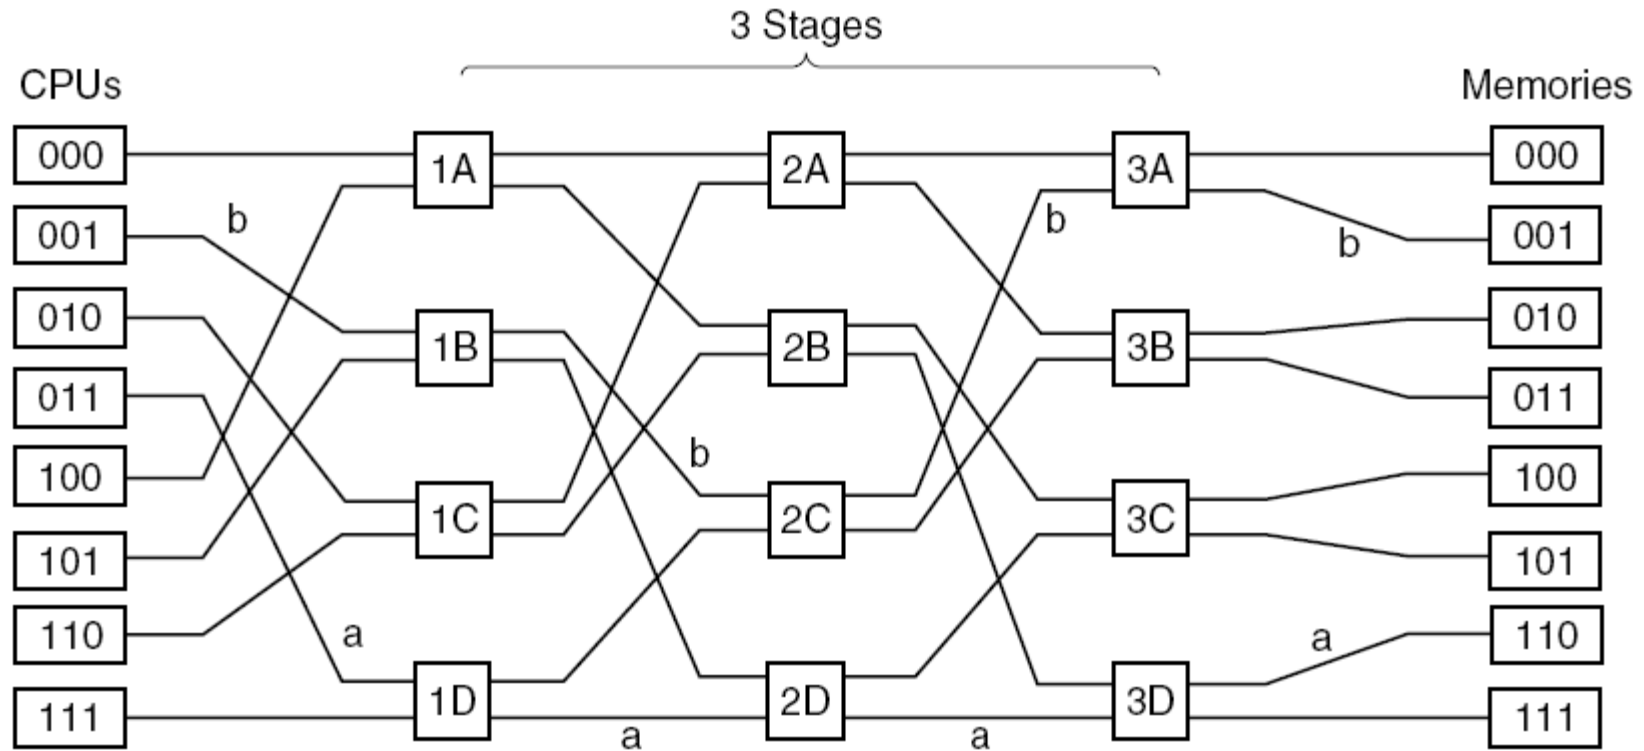 3 Stages
CPUs Memories
000 1A 2A 3A 000
001 b b b 001
010 1B 2B 3B 010
011 011
100 b 100
1C 2C 3C
101 101
110 a a 110
111 1D 2D 3D 111
a a